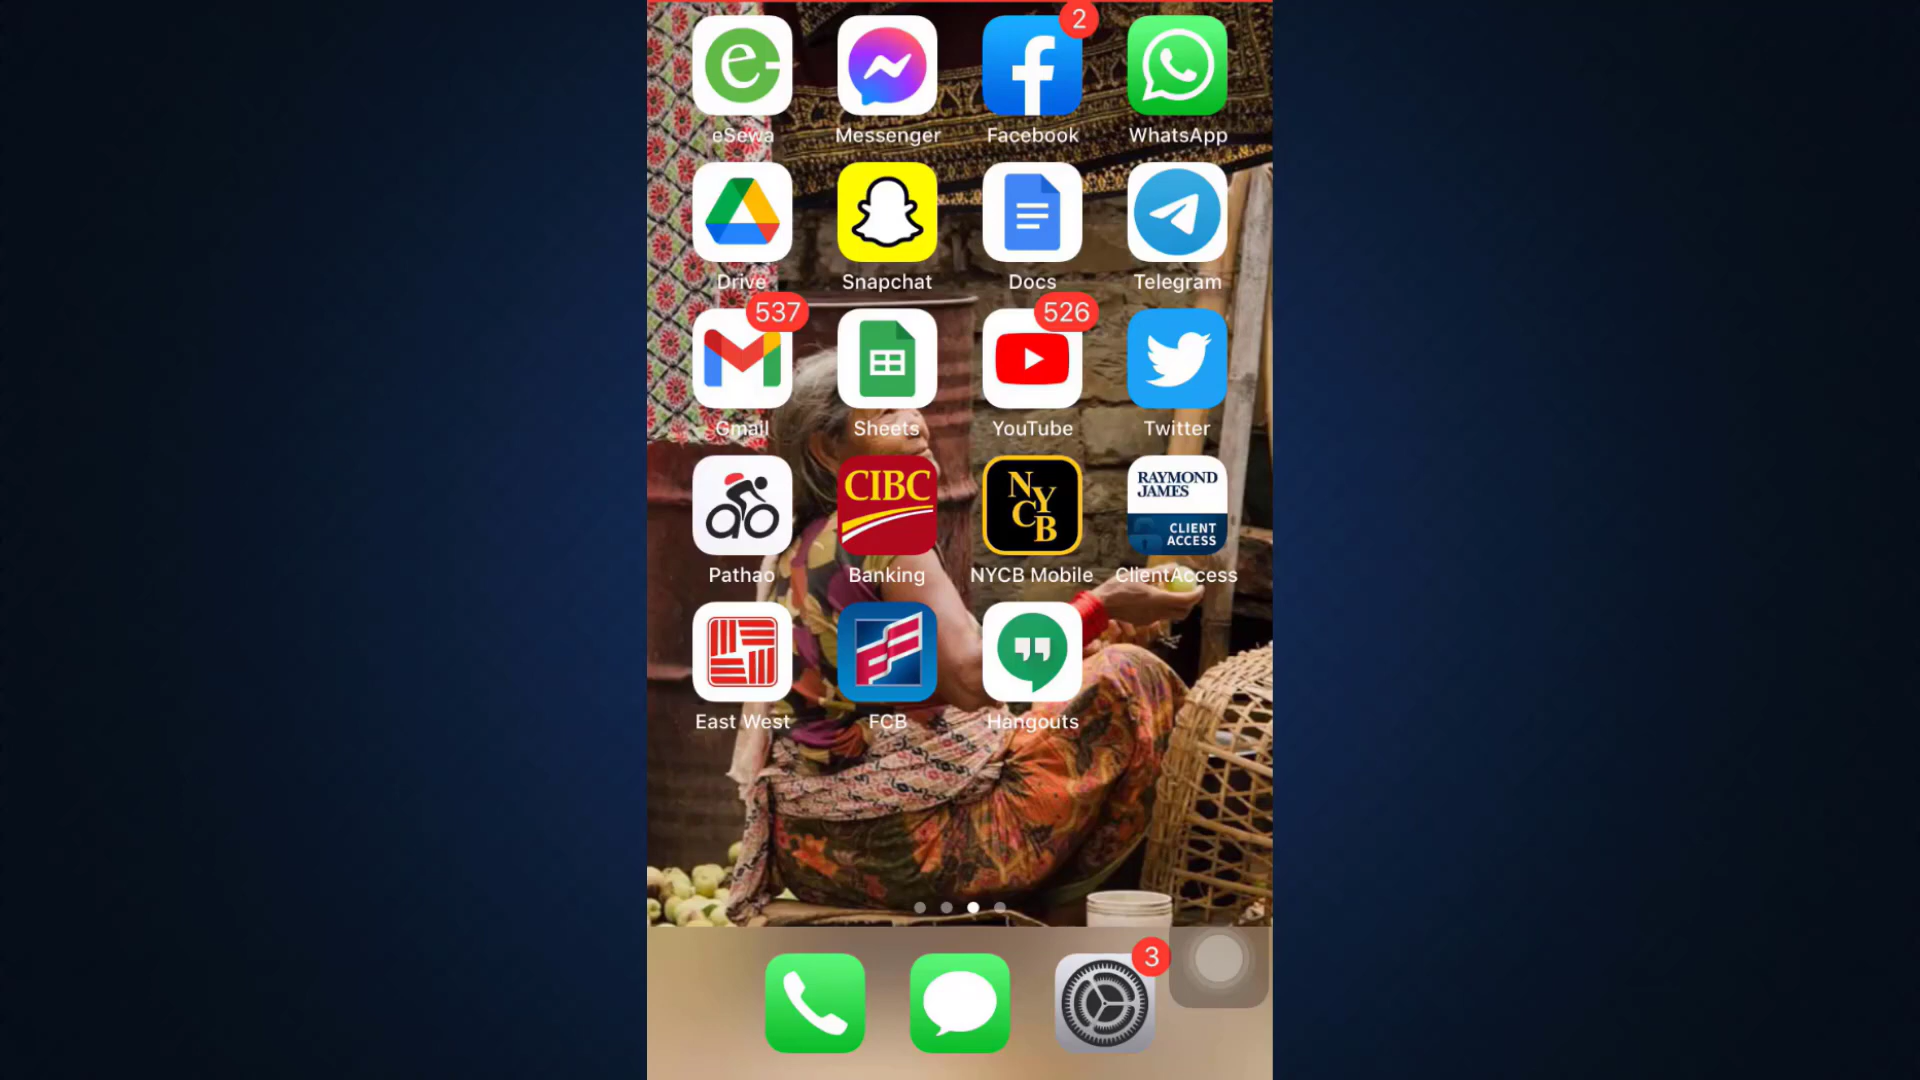 2
eSewa Messenger Facebook WhatsApp
Drive Snapchat Docs Telegram
537 526
Gmail Sheets YouTube Twitter
CIBC NYCB RAYMOND JAMES CLIENT ACCESS
Pathao Banking NYCB Mobile ClientAccess
East West FCB Hangouts
3